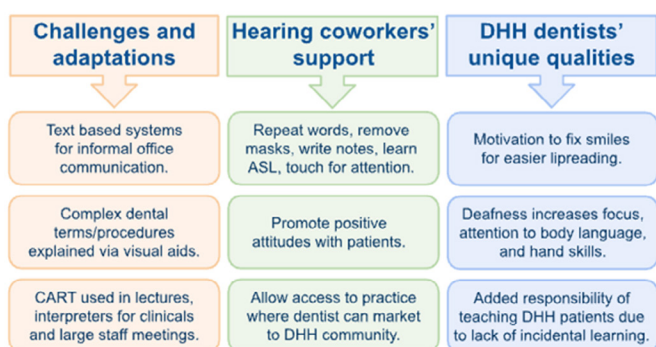 Challenges and
adaptations
Text based systems
for informal office
communication.
Complex dental
terms/procedures
explained via visual aids.
CART used in lectures,
interpreters for clinicals
and large staff meetings.
Hearing coworkers'
support
Repeat words, remove
masks, write notes, learn
ASL, touch for attention.
Promote positive
attitudes with patients.
Allow access to practice
where dentist can market
to DHH community.
DHH dentists'
unique qualities
Motivation to fix smiles
for easier lipreading.
Deafness increases focus,
attention to body language,
and hand skills.
Added responsibility of
teaching DHH patients due
to lack of incidental learning.